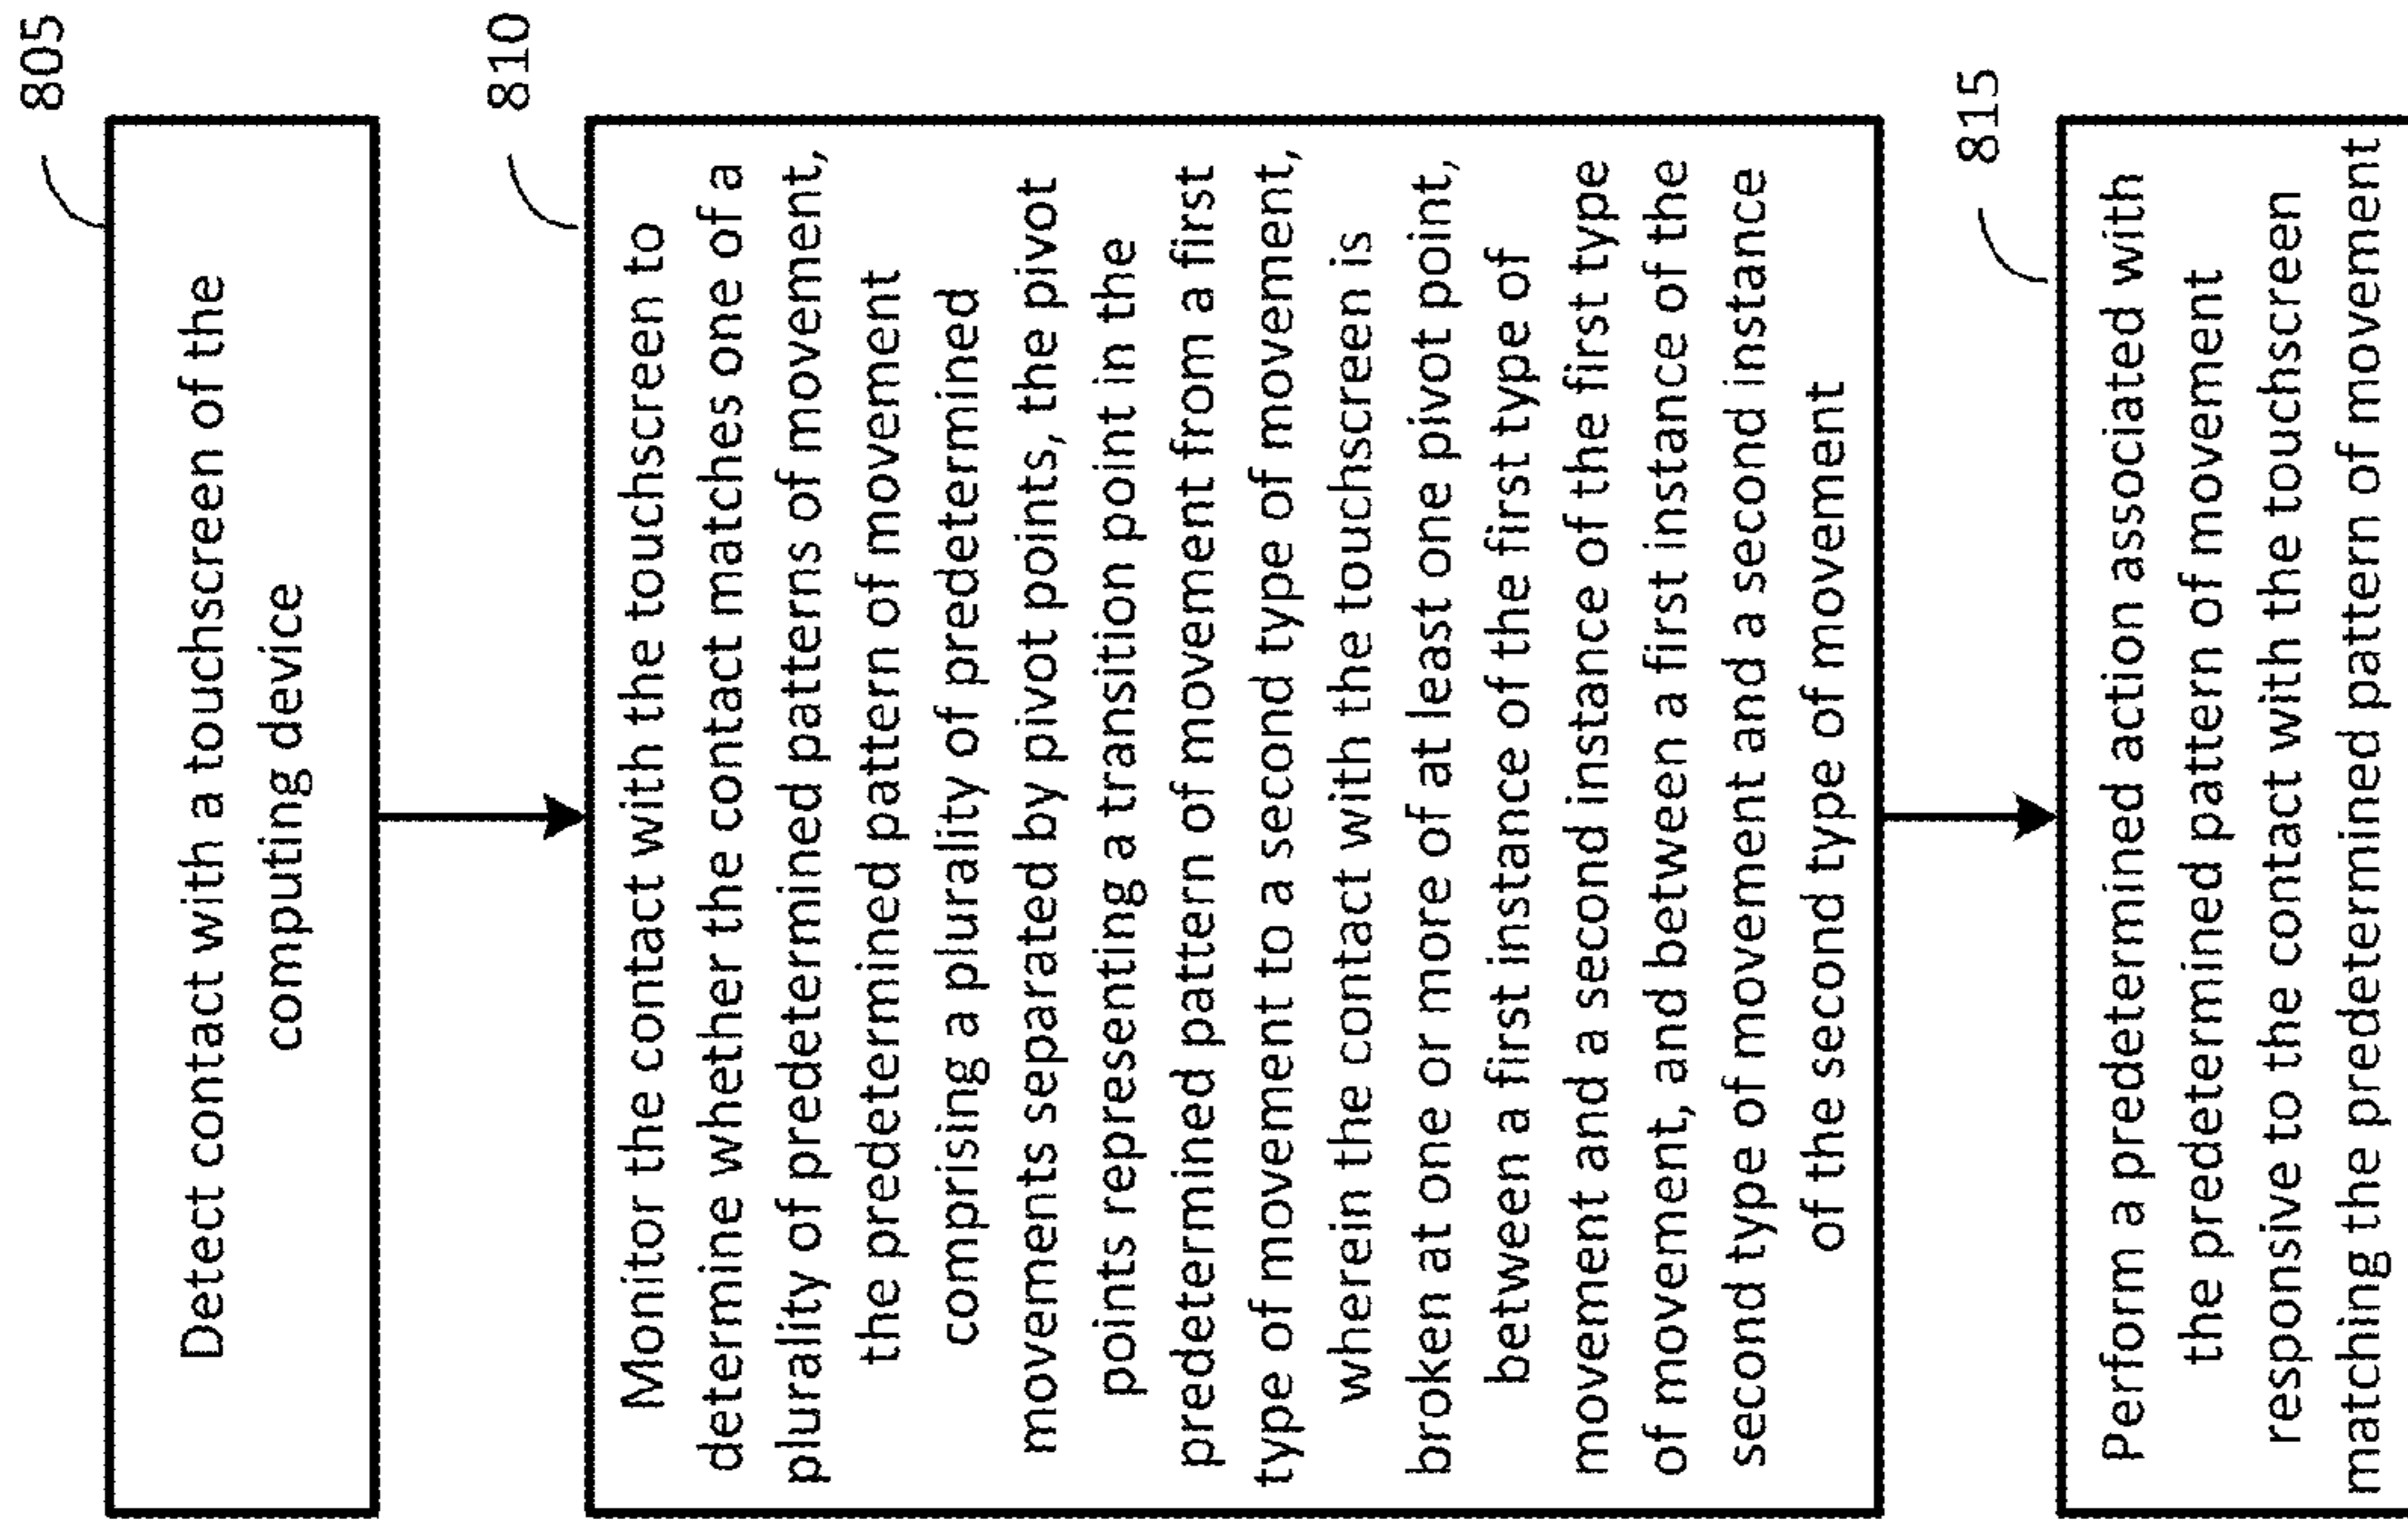 805
Detect contact with a touchscreen of the
computing device
810
Monitor the contact with the touchscreen to
determine whether the contact matches one of a
plurality of predetermined patterns of movement,
the predetermined pattern of movement
comprising a plurality of predetermined
movements separated by pivot points, the pivot
points representing a transition point in the
predetermined pattern of movement from a first
type of movement to a second type of movement,
wherein the contact with the touchscreen is
broken at one or more of at least one pivot point,
between a first instance of the first type of
movement and a second instance of the first type
of movement, and between a first instance of the
second type of movement and a second instance
of the second type of movement
815
Perform a predetermined action associated with
the predetermined pattern of movement
responsive to the contact with the touchscreen
matching the predetermined pattern of movement